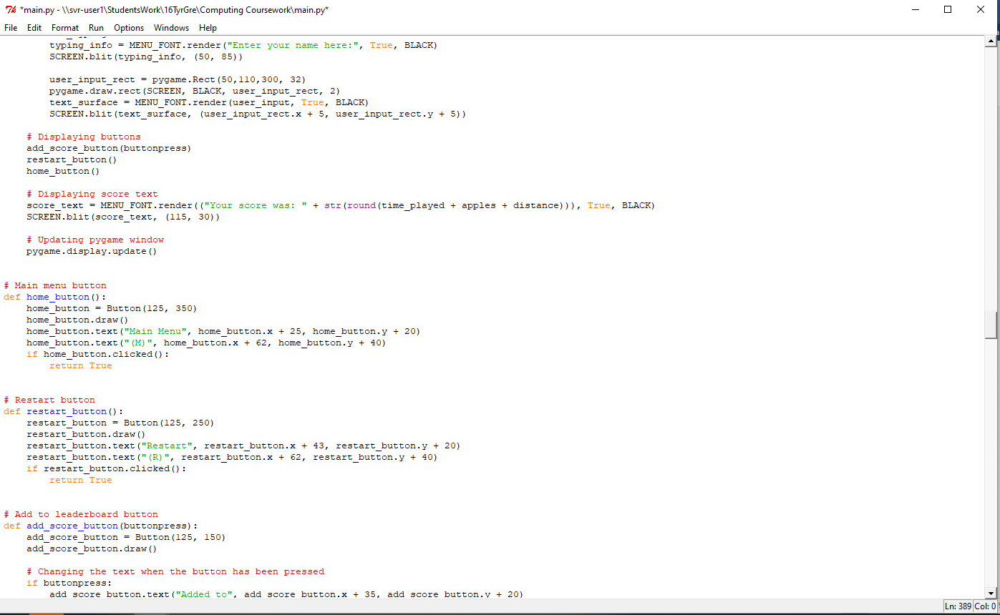 *main.py - \\svr-user1\StudentsWork\16TyrGre\Computing Coursework\main.py*
File Edit Format Run Options Windows Help
typing_info = MENU_FONT.render("Enter your name here:", True, BLACK)
SCREEN.blit(typing_info, (50, 85))
user_input_rect = pygame.Rect(50,110,300, 32)
pygame.draw.rect(SCREEN, BLACK, user_input_rect, 2)
text_surface = MENU_FONT.render(user_input, True, BLACK)
SCREEN.blit(text_surface, (user_input_rect.x + 5, user_input_rect.y + 5))
# Displaying buttons
add_score_button(buttonpress)
restart_button()
home_button()
# Displaying score text
score_text = MENU_FONT.render(("Your score was: " + str(round(time_played + apples + distance))), True, BLACK)
SCREEN.blit(score_text, (115, 30))
# Updating pygame window
pygame.display.update()
# Main menu button
def home_button():
home_button = Button(125, 350)
home_button.draw()
home_button.text("Main Menu", home_button.x + 25, home_button.y + 20)
home_button.text("(M)", home_button.x + 62, home_button.y + 40)
if home_button.clicked():
return True
# Restart button
def restart_button():
restart_button = Button(125, 250)
restart_button.draw()
restart_button.text("Restart", restart_button.x + 43, restart_button.y + 20)
restart_button.text("(R)", restart_button.x + 62, restart_button.y + 40)
if restart_button.clicked():
return True
# Add to leaderboard button
def add_score_button(buttonpress):
add_score_button = Button(125, 150)
add_score_button.draw()
# Changing the text when the button has been pressed
if buttonpress:
add_score_button.text("Added to", add_score_button.x + 35, add_score_button.y + 20)
Ln: 389 Col: 0